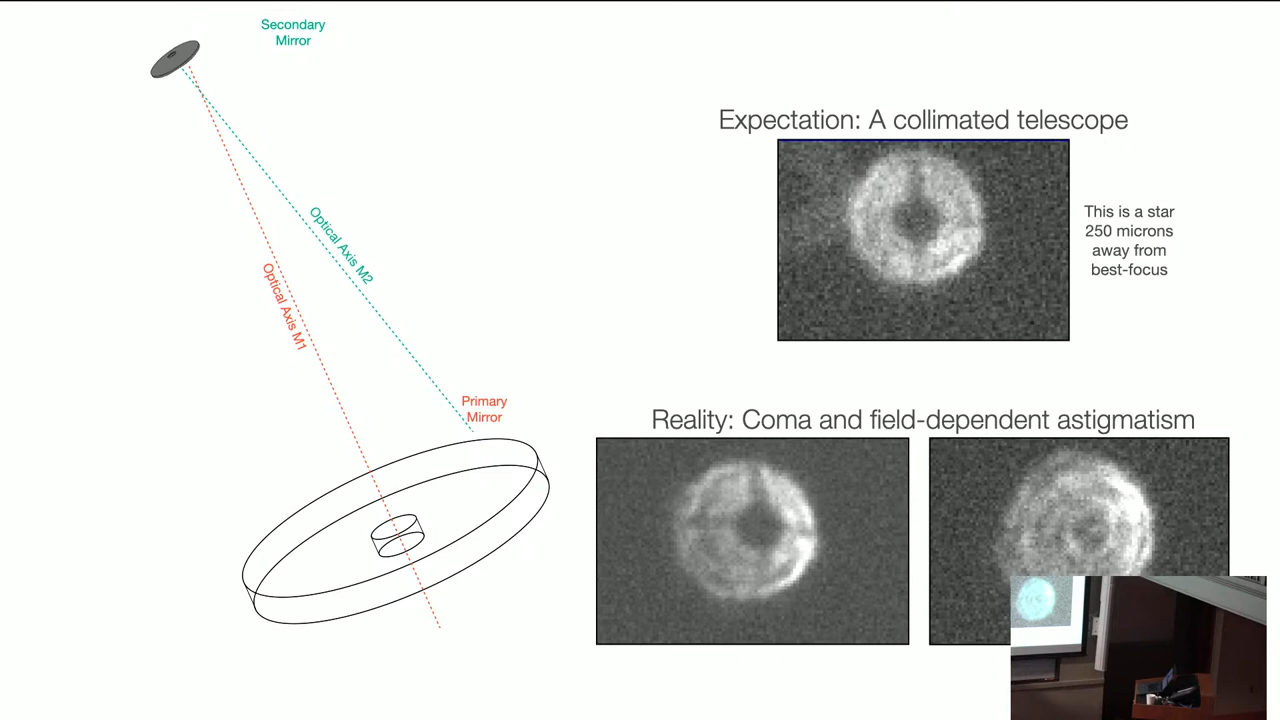 Secondary
Mirror
Optical Axis M2
Optical Axis M1
Primary
Mirror
Expectation: A collimated telescope
This is a star
250 microns
away from
best-focus
Reality: Coma and field-dependent astigmatism